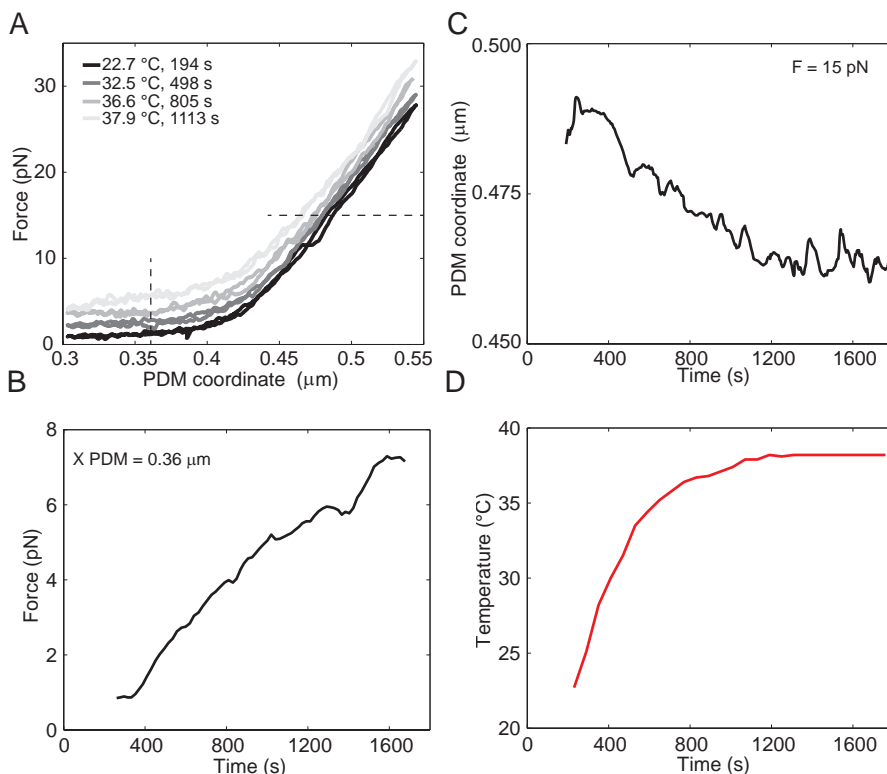 A
22.7 °C, 194 s
32.5 °C, 498 s
36.6 °C, 805 s
37.9 °C, 1113 s
30
20
10
0
Force (pN)
0.3
0.35
0.4
0.45
0.5
0.55
PDM coordinate (μm)
C
F = 15 pN
0.500
0.475
0.450
PDM coordinate (μm)
0
400
800
1200
1600
Time (s)
B
X PDM = 0.36 μm
8
6
4
2
0
Force (pN)
0
400
800
1200
1600
Time (s)
D
40
35
30
25
20
Temperature (°C)
0
400
800
1200
1600
Time (s)